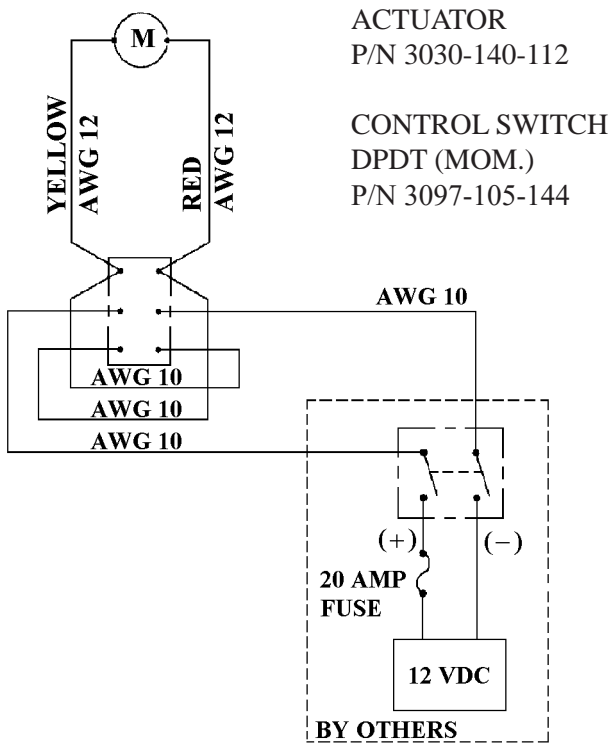 M
ACTUATOR
P/N 3030-140-112
CONTROL SWITCH
DPDT (MOM.)
P/N 3097-105-144
YELLOW
AWG 12
RED
AWG 12
AWG 10
AWG 10
AWG 10
AWG 10
(+)
(−)
20 AMP
FUSE
12 VDC
BY OTHERS